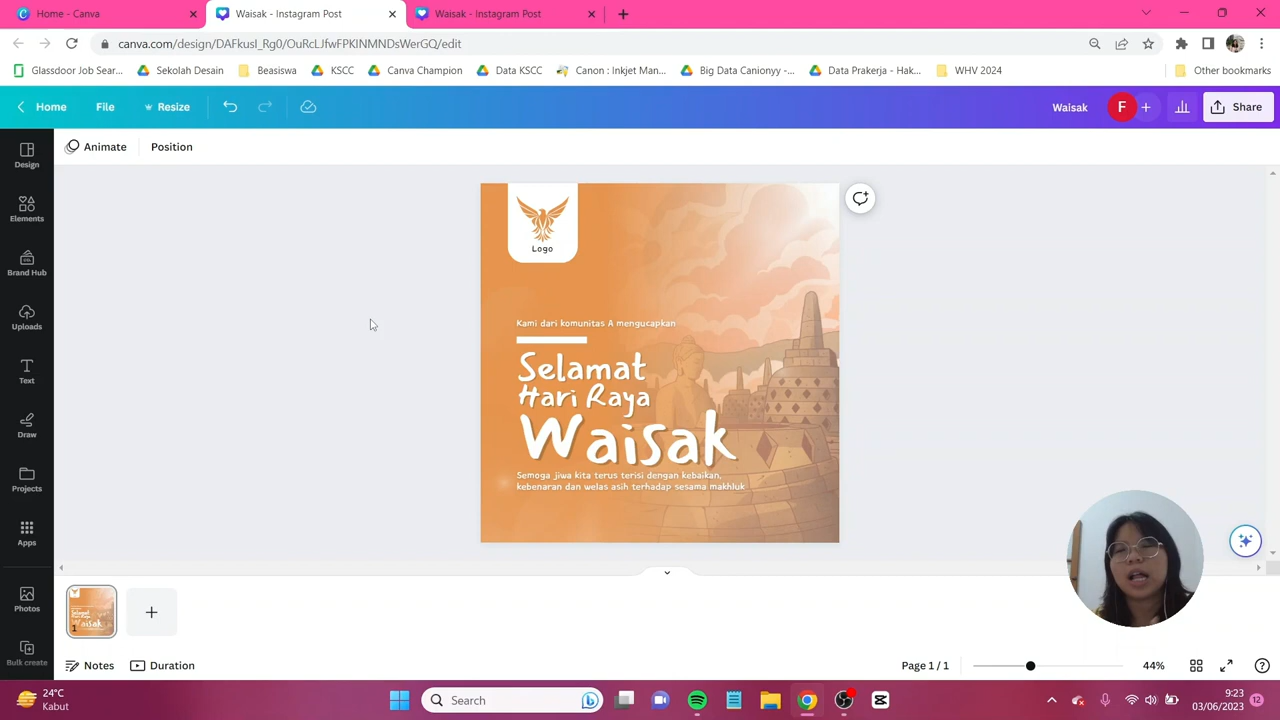 Home - Canva
Waisak - Instagram Post
Waisak - Instagram Post
canva.com/design/DAFkusI_Rg0/OuRcLJfwFPKlNMNDsWerGQ/edit
Glassdoor Job Sear...
Sekolah Desain
Beasiswa
KSCC
Canva Champion
Data KSCC
Canon : Inkjet Man...
Big Data Canionyy -...
Data Prakerja - Hak...
WHV 2024
Other bookmarks
Home
File
Resize
Waisak
F
Share
Animate
Position
Design
Elements
Brand Hub
Uploads
Text
Draw
Projects
Apps
Photos
Bulk create
Logo
Kami dari komunitas A mengucapkan
Selamat
Hari Raya
Waisak
Semoga jiwa kita terus terisi dengan kebaikan,
kebenaran dan welas asih terhadap sesama makhluk
1
Notes
Duration
Page 1 / 1
44%
24°C
Kabut
Search
9:23
03/06/2023
12